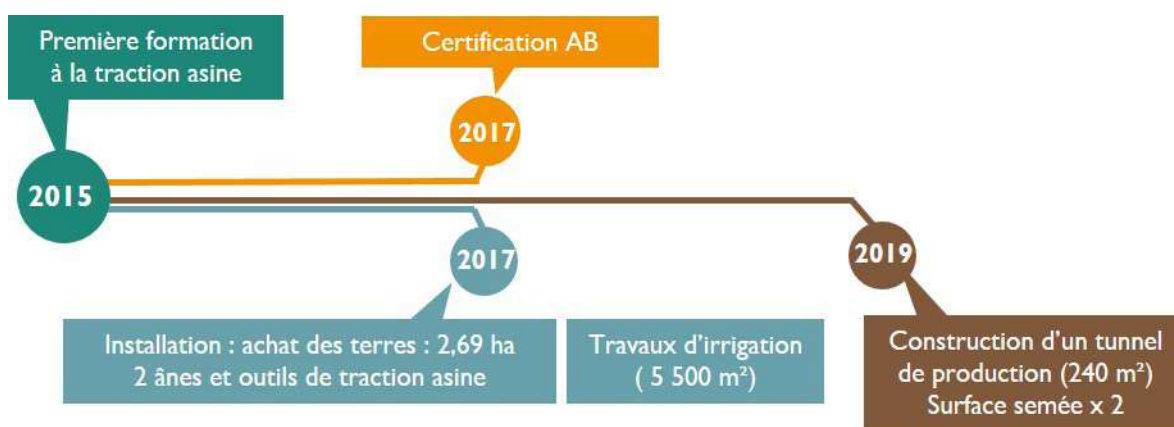 Première formation
à la traction asine
Certification AB
2017
2015
2017
2019
Installation : achat des terres : 2,69 ha
2 ânes et outils de traction asine
Travaux d'irrigation
( 5 500 m²)
Construction d'un tunnel
de production (240 m²)
Surface semée x 2